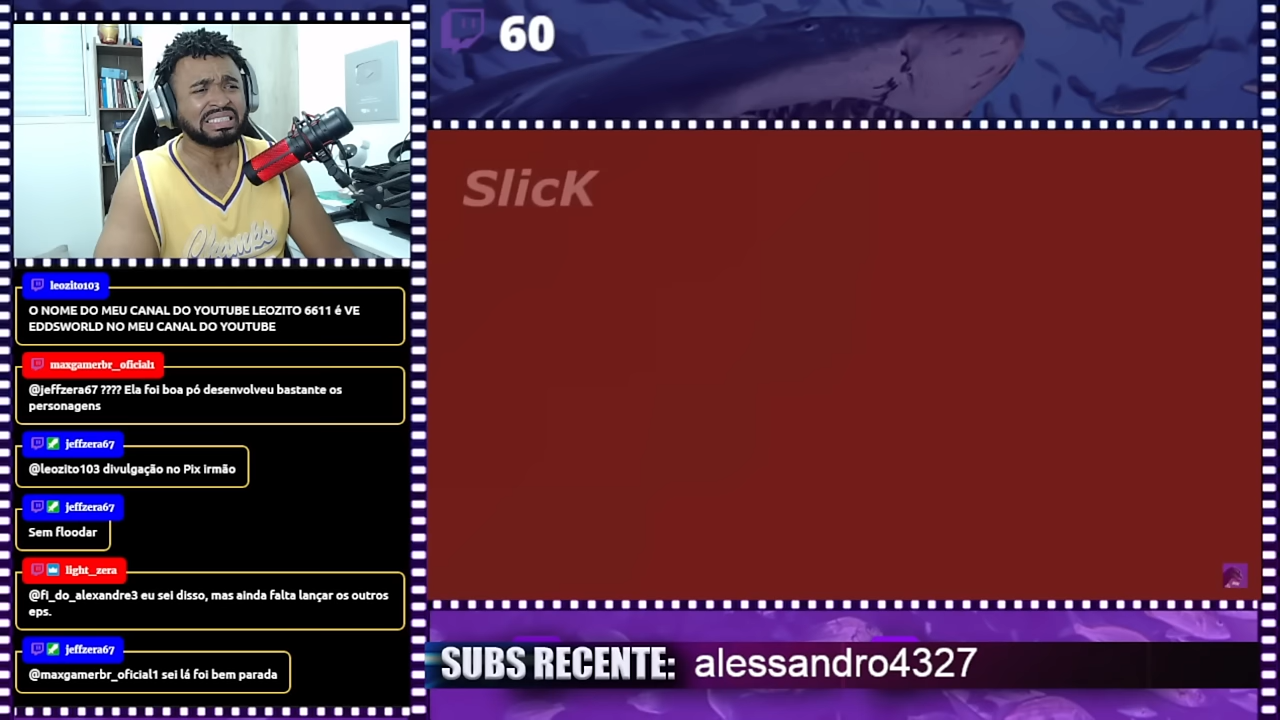 60
SlicK
leozito103
O NOME DO MEU CANAL DO YOUTUBE LEOZITO 6611 é VE
EDDSWORLD NO MEU CANAL DO YOUTUBE
maxgamerbr_oficial1
@jeffzera67 ???? Ela foi boa pó desenvolveu bastante os
personagens
jeffzera67
@leozito103 divulgação no Pix irmão
jeffzera67
Sem floodar
light_zera
@fi_do_alexandre3 eu sei disso, mas ainda falta lançar os outros
eps.
jeffzera67
@maxgamerbr_oficial1 sei lá foi bem parada
SUBS RECENTE: alessandro4327